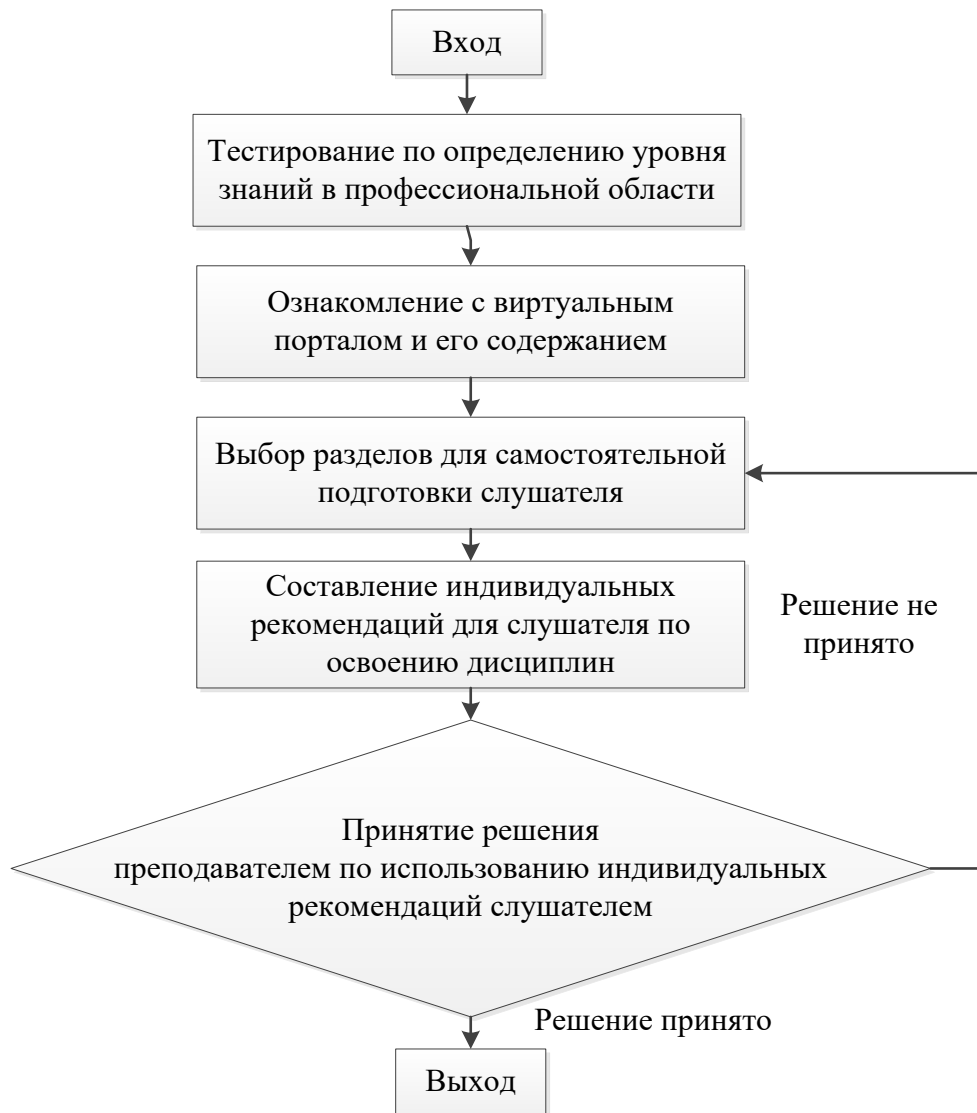 Вход
Тестирование по определению уровня
знаний в профессиональной области
Ознакомление с виртуальным
порталом и его содержанием
Выбор разделов для самостоятельной
подготовки слушателя
Составление индивидуальных
рекомендаций для слушателя по
освоению дисциплин
Решение не
принято
Принятие решения
преподавателем по использованию индивидуальных
рекомендаций слушателем
Решение принято
Выход